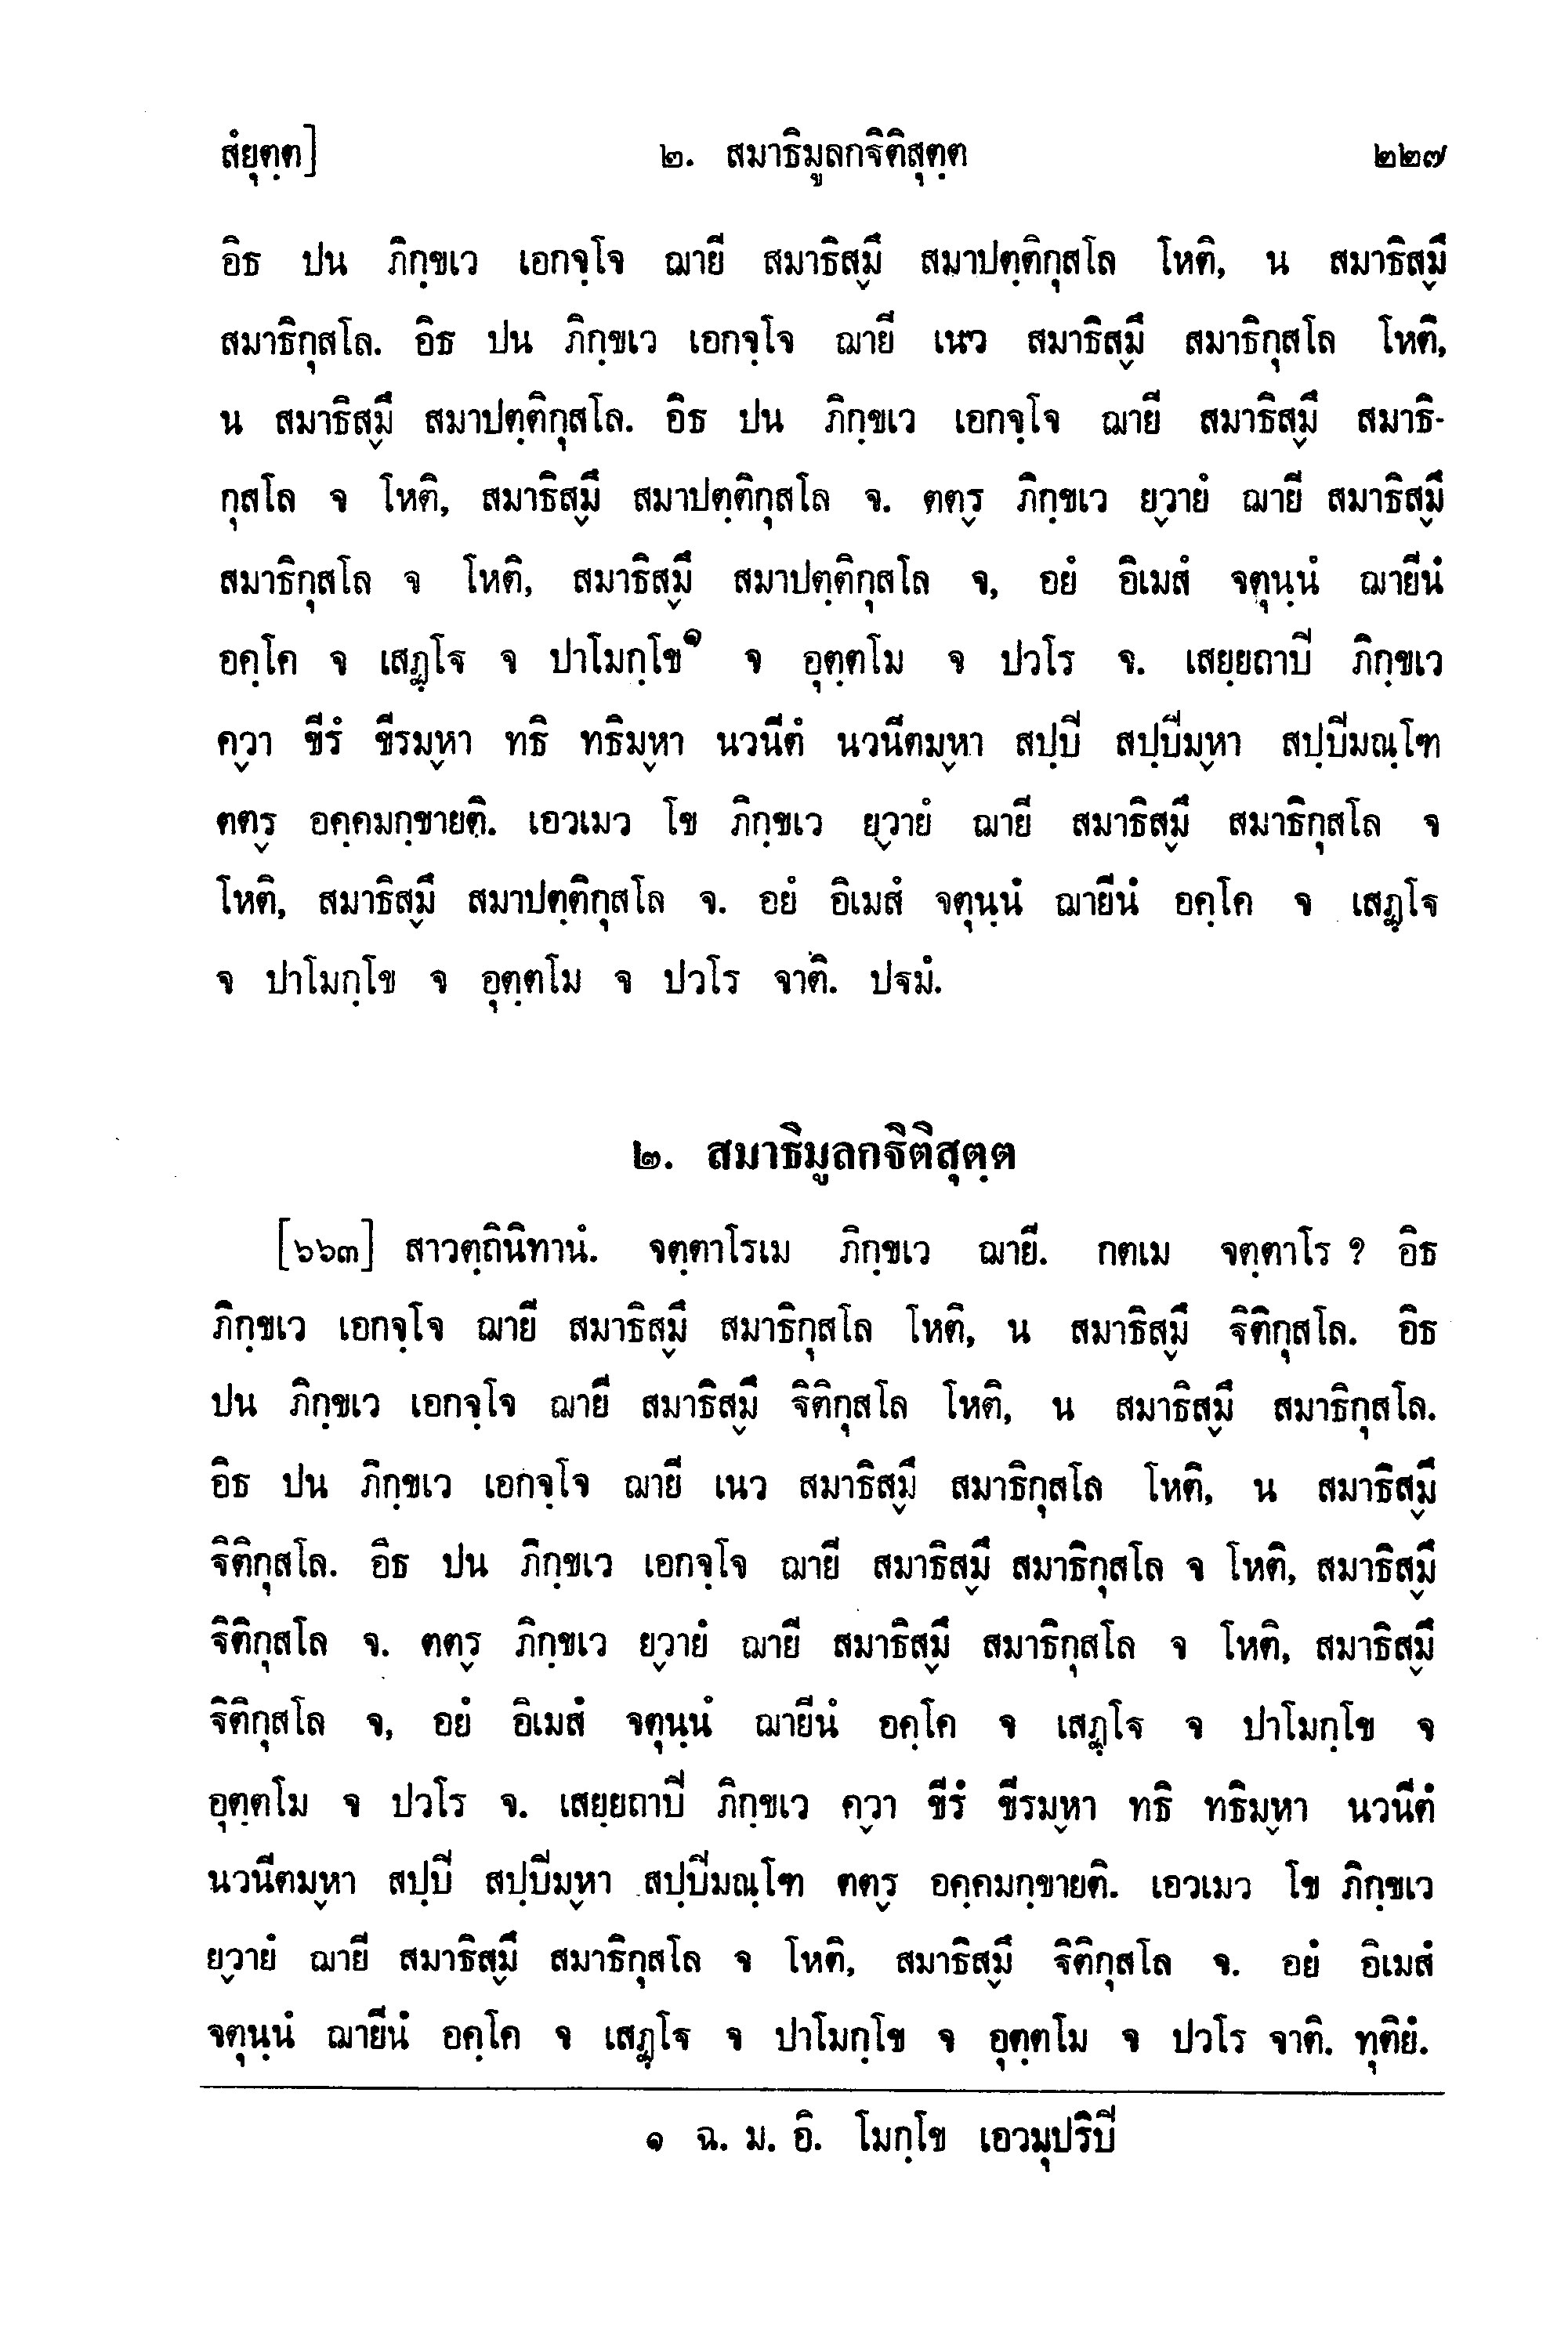 สํยุตฺต] ๒. สมาธิมูลกจิติสุตฺต ๒๒๗
อิธ ปน ภิกฺขเว เอกจฺโจ ฌายี สมาธิสฺมึ สมาปตฺติกุสโล โหติ, น สมาธิสฺมึ
สมาธิกุสโล. อิธ ปน ภิกฺขเว เอกจฺโจ ฌายี เนว สมาธิสฺมึ สมาธิกุสโล โหติ,
น สมาธิสฺมึ สมาปตฺติกุสโล. อิธ ปน ภิกฺขเว เอกจฺโจ ฌายี สมาธิสฺมึ สมาธิ-
กุสโล จ โหติ, สมาธิสฺมึ สมาปตฺติกุสโล จ. ตตฺร ภิกฺขเว ยฺวายํ ฌายี สมาธิสฺมึ
สมาธิกุสโล จ โหติ, สมาธิสฺมึ สมาปตฺติกุสโล จ, อยํ อิเมสํ จตุนฺนํ ฌายีนํ
อคฺโค จ เสฏฺโฐ จ ปาโมกฺโข๑ จ อุตฺตโม จ ปวโร จ. เสยฺยถาปิ ภิกฺขเว
ควฺา ขีรํ ขีรมฺหา ทธิ ทธิมฺหา นวนีตํ นวนีตมฺหา สปฺปิ สปฺปิมฺหา สปฺปิมณฺโฑ
ตตฺร อคฺคมกฺขายติ. เอวเมว โข ภิกฺขเว ยฺวายํ ฌายี สมาธิสฺมึ สมาธิกุสโล จ
โหติ, สมาธิสฺมึ สมาปตฺติกุสโล จ. อยํ อิเมสํ จตุนฺนํ ฌายีนํ อคฺโค จ เสฏฺโฐ
จ ปาโมกฺโข จ อุตฺตโม จ ปวโร จาติ. ปฐมํ.
๒. สมาธิมูลกฐิติสุตฺต
[๖๖๓] สาวตฺถินิทานํ. จตฺตาโรเม ภิกฺขเว ฌายี. กตเม จตฺตาโร ? อิธ
ภิกฺขเว เอกจฺโจ ฌายี สมาธิสฺมึ สมาธิกุสโล โหติ, น สมาธิสฺมึ ฐิติกุสโล. อิธ
ปน ภิกฺขเว เอกจฺโจ ฌายี สมาธิสฺมึ ฐิติกุสโล โหติ, น สมาธิสฺมึ สมาธิกุสโล.
อิธ ปน ภิกฺขเว เอกจฺโจ ฌายี เนว สมาธิสฺมึ สมาธิกุสโล โหติ, น สมาธิสฺมึ
ฐิติกุสโล. อิธ ปน ภิกฺขเว เอกจฺโจ ฌายี สมาธิสฺมึ สมาธิกุสโล จ โหติ, สมาธิสฺมึ
ฐิติกุสโล จ. ตตฺร ภิกฺขเว ยฺวายํ ฌายี สมาธิสฺมึ สมาธิกุสโล จ โหติ, สมาธิสฺมึ
ฐิติกุสโล จ, อยํ อิเมสํ จตุนฺนํ ฌายีนํ อคฺโค จ เสฏฺโฐ จ ปาโมกฺโข จ
อุตฺตโม จ ปวโร จ. เสยฺยถาปิ ภิกฺขเว ควฺา ขีรํ ขีรมฺหา ทธิ ทธิมฺหา นวนีตํ
นวนีตมฺหา สปฺปิ สปฺปิมฺหา สปฺปิมณฺโฑ ตตฺร อคฺคมกฺขายติ. เอวเมว โข ภิกฺขเว
ยฺวายํ ฌายี สมาธิสฺมึ สมาธิกุสโล จ โหติ, สมาธิสฺมึ ฐิติกุสโล จ. อยํ อิเมสํ
จตุนฺนํ ฌายีนํ อคฺโค จ เสฏฺโฐ จ ปาโมกฺโข จ อุตฺตโม จ ปวโร จาติ. ทุติยํ.
๑ ฉ. ม. อิ. โมกฺโข เอวมุปริปิ